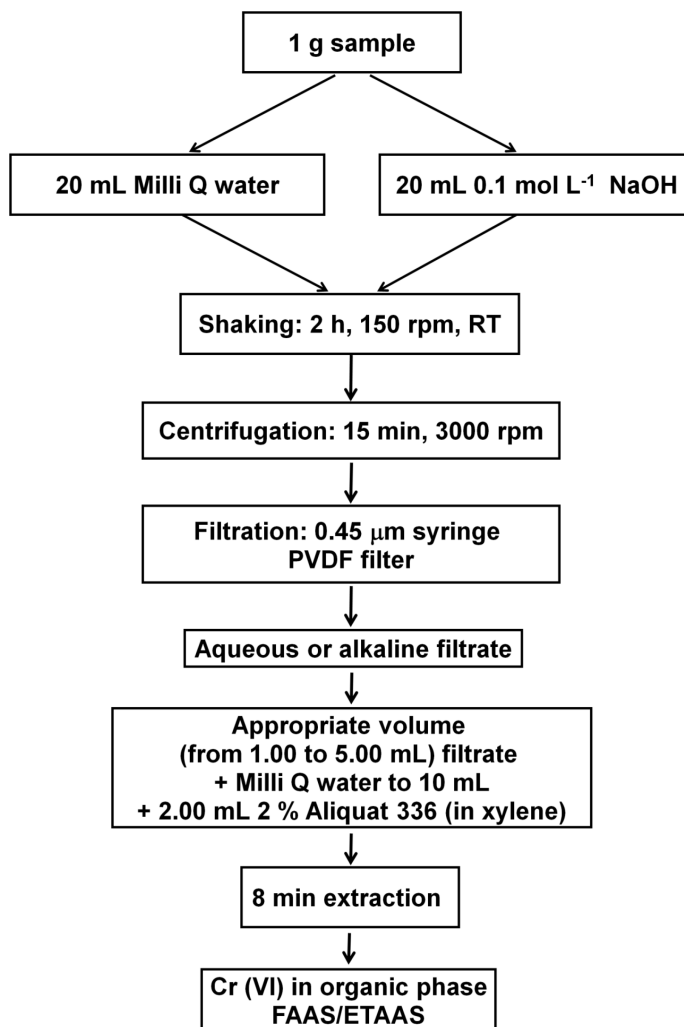 1 g sample
20 mL Milli Q water
20 mL 0.1 mol L⁻¹ NaOH
Shaking: 2 h, 150 rpm, RT
Centrifugation: 15 min, 3000 rpm
Filtration: 0.45 μm syringe
PVDF filter
Aqueous or alkaline filtrate
Appropriate volume
(from 1.00 to 5.00 mL) filtrate
+ Milli Q water to 10 mL
+ 2.00 mL 2 % Aliquat 336 (in xylene)
8 min extraction
Cr (VI) in organic phase
FAAS/ETAAS